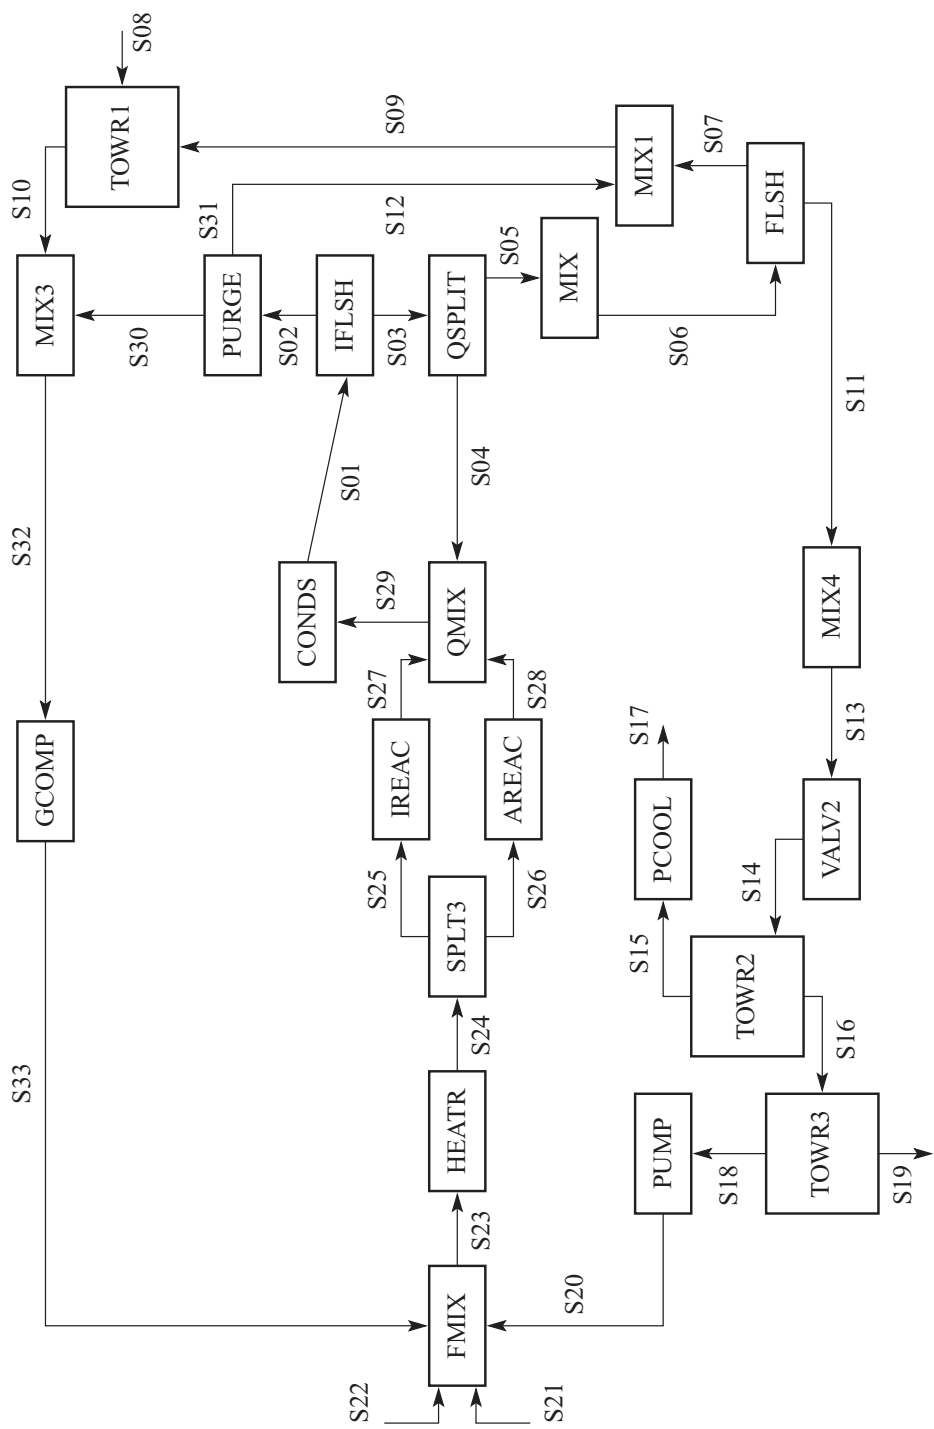 S22
S21
FMIX
S33
S20
S23
HEATR
S24
SPLT3
S25
S26
IREAC
AREAC
S27
S28
QMIX
S29
CONDS
S01
S04
GCOMP
S32
MIX3
S10
S30
PURGE
S31
S02
IFLSH
S03
QSPLIT
S05
MIX
S12
TOWR1
S08
S09
MIX1
S07
FLSH
S06
S11
MIX4
S13
VALV2
S14
TOWR2
S15
PCOOL
S17
S16
TOWR3
S18
PUMP
S19